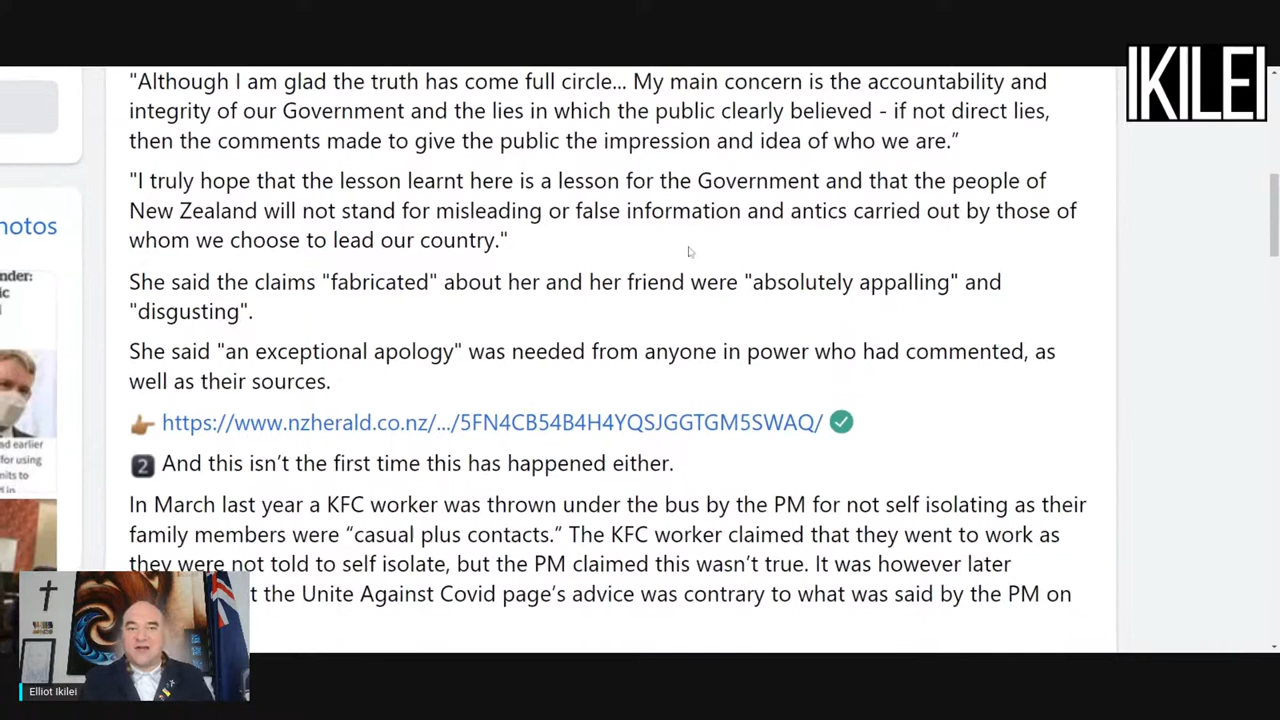 IKILEI
"Although I am glad the truth has come full circle... My main concern is the accountability and
integrity of our Government and the lies in which the public clearly believed - if not direct lies,
then the comments made to give the public the impression and idea of who we are."
"I truly hope that the lesson learnt here is a lesson for the Government and that the people of
New Zealand will not stand for misleading or false information and antics carried out by those of
whom we choose to lead our country."
She said the claims "fabricated" about her and her friend were "absolutely appalling" and
"disgusting".
She said "an exceptional apology" was needed from anyone in power who had commented, as
well as their sources.
https://www.nzherald.co.nz/.../5FN4CB54B4H4YQSJGGTGM5SWAQ/
2 And this isn't the first time this has happened either.
In March last year a KFC worker was thrown under the bus by the PM for not self isolating as their
family members were “casual plus contacts.” The KFC worker claimed that they went to work as
they were not told to self isolate, but the PM claimed this wasn't true. It was however later
t the Unite Against Covid page's advice was contrary to what was said by the PM on
hotos
nder:
ic
ad earlier
for using
mits to
d in
Elliot Ikilei